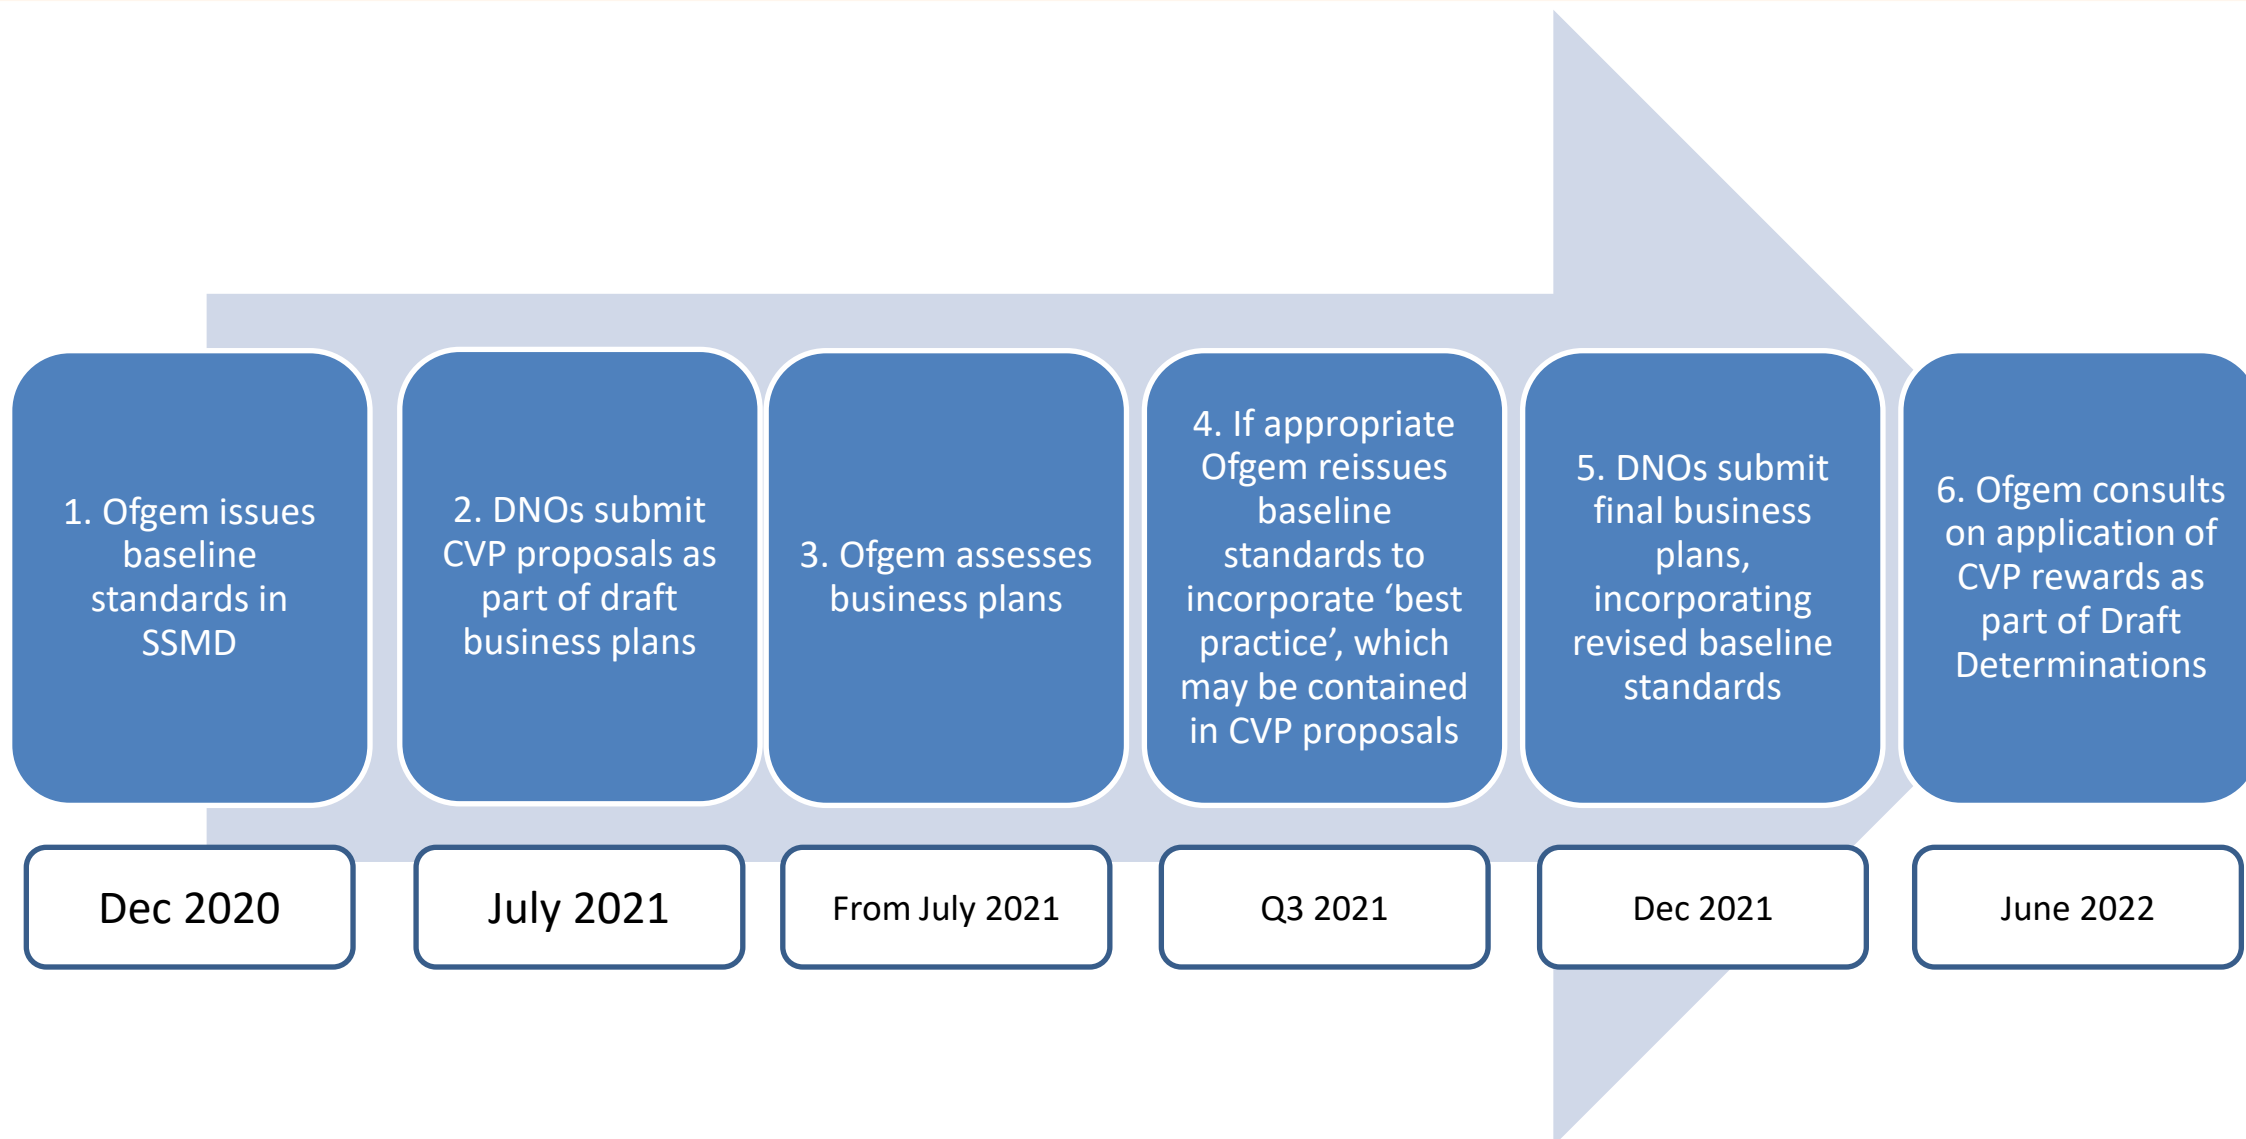 1. Ofgem issues
baseline
standards in
SSMD
2. DNOs submit
CVP proposals as
part of draft
business plans
3. Ofgem assesses
business plans
4. If appropriate
Ofgem reissues
baseline
standards to
incorporate ‘best
practice’, which
may be contained
in CVP proposals
5. DNOs submit
final business
plans,
incorporating
revised baseline
standards
6. Ofgem consults
on application of
CVP rewards as
part of Draft
Determinations
Dec 2020
July 2021
From July 2021
Q3 2021
Dec 2021
June 2022